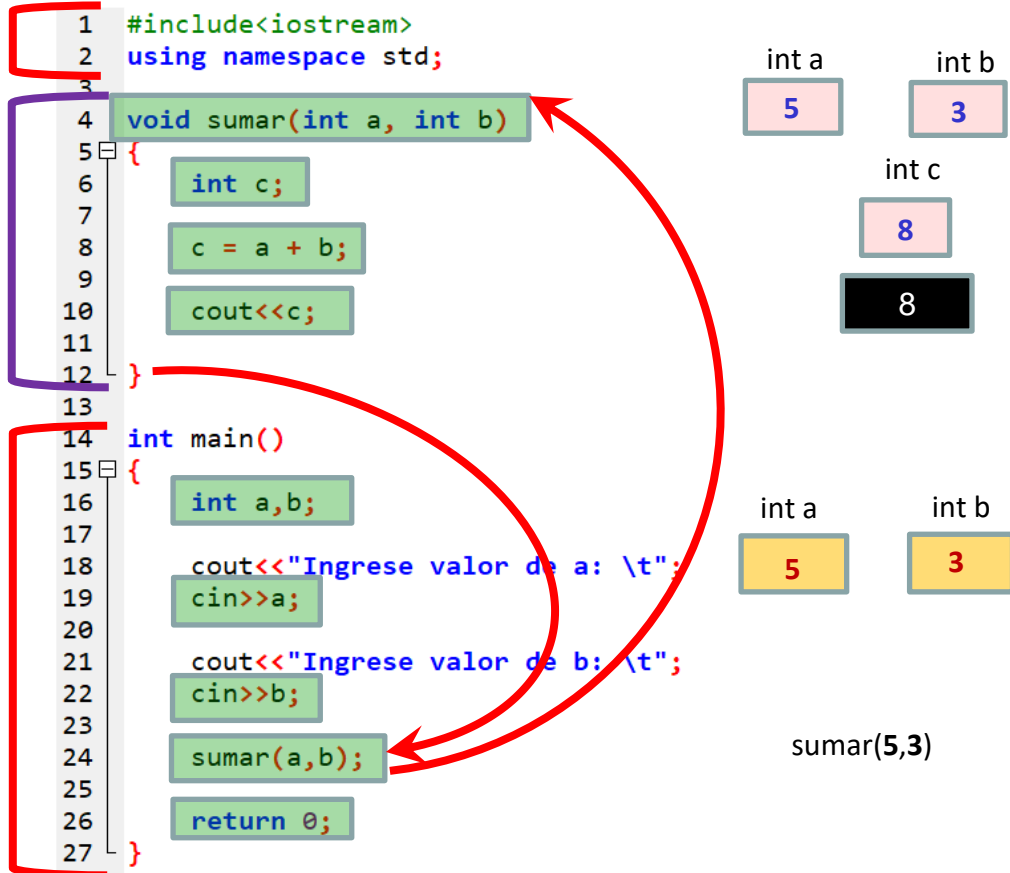 1 #include<iostream>
2 using namespace std;
3
4 void sumar(int a, int b)
5 {
6 int c;
7
8 c = a + b;
9
10 cout<<c;
11
12 }
13
14 int main()
15 {
16 int a,b;
17
18 cout<<"Ingrese valor de a: \t";
19 cin>>a;
20
21 cout<<"Ingrese valor de b: \t";
22 cin>>b;
23
24 sumar(a,b);
25
26 return 0;
27 }
int a int b
5 3
int c
8
8
int a int b
5 3
sumar(5,3)